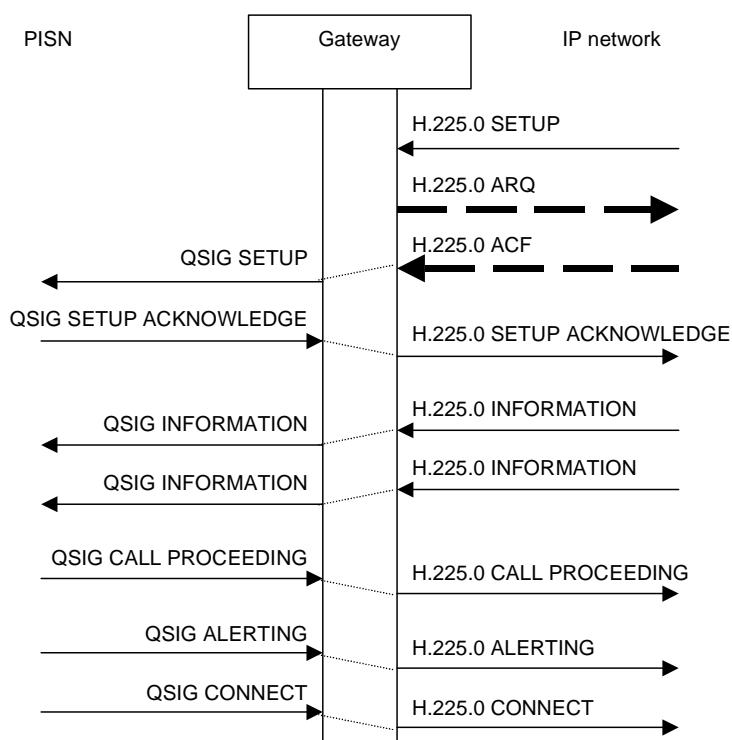 PISN Gateway IP network
H.225.0 SETUP
H.225.0 ARQ
H.225.0 ACF
QSIG SETUP
QSIG SETUP ACKNOWLEDGE
H.225.0 SETUP ACKNOWLEDGE
H.225.0 INFORMATION
QSIG INFORMATION
H.225.0 INFORMATION
QSIG INFORMATION
QSIG CALL PROCEEDING
H.225.0 CALL PROCEEDING
QSIG ALERTING
H.225.0 ALERTING
QSIG CONNECT
H.225.0 CONNECT